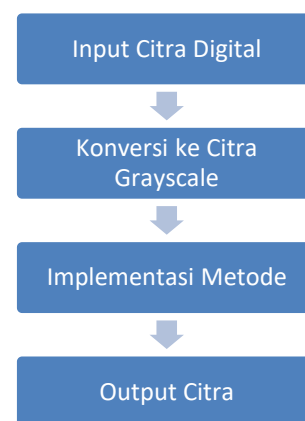 Input Citra Digital
Konversi ke Citra
Grayscale
Implementasi Metode
Output Citra